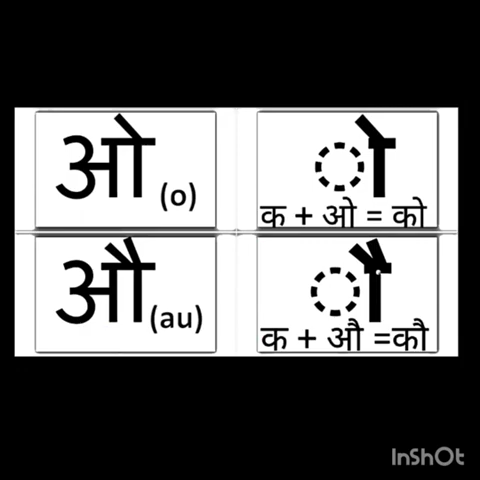 ओ (o)
ो
क + ओ = को
औ (au)
ौ
क + औ =कौ
InShOt